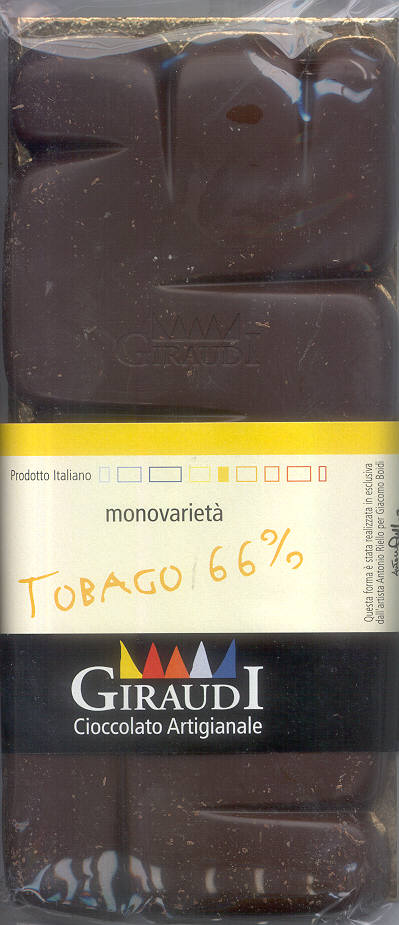 GIRAUDI
Prodotto Italiano
monovarietà
TOBAGO 66%
Questa forma è stata realizzata in esclusiva
dall'artista Antonio Riello per Giacomo Boidi
GIRAUDI
Cioccolato Artigianale